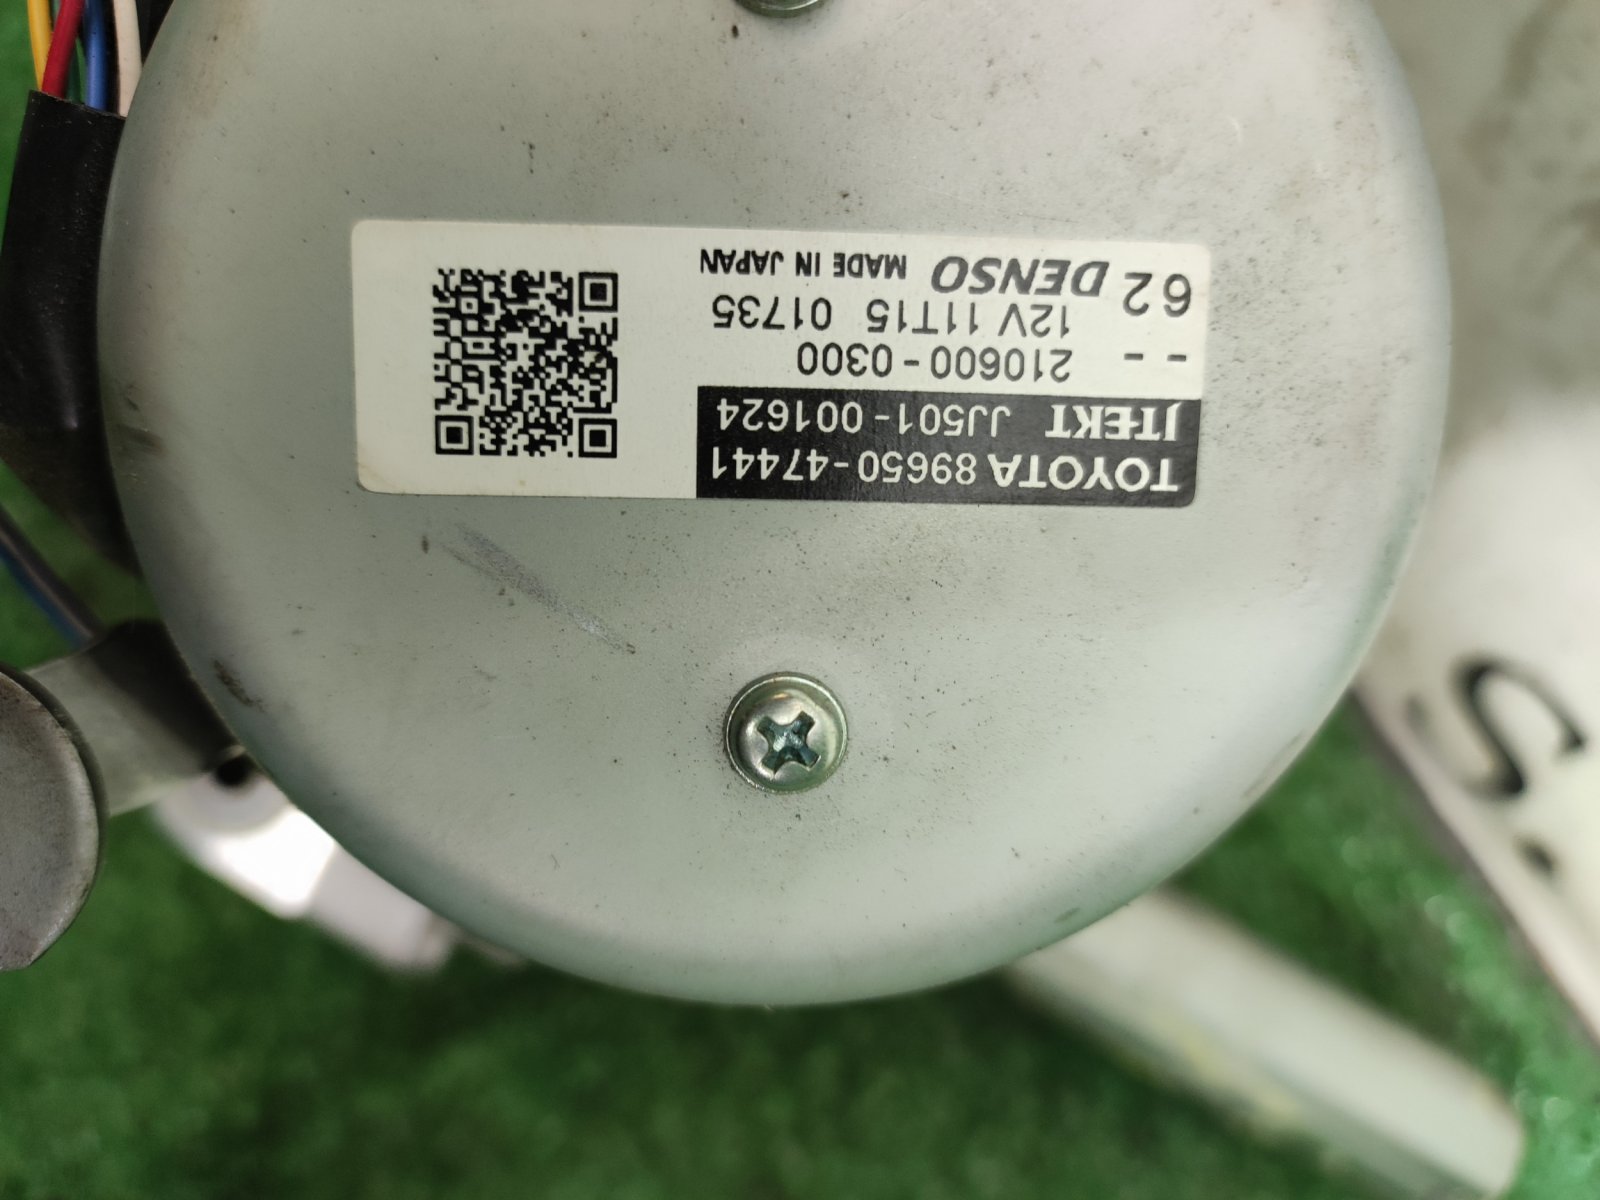 TOYOTA 89650-47441
JTEKT JJ501-001624
-- 210600-0300
12V 11T15 01735
62 DENSO MADE IN JAPAN
S